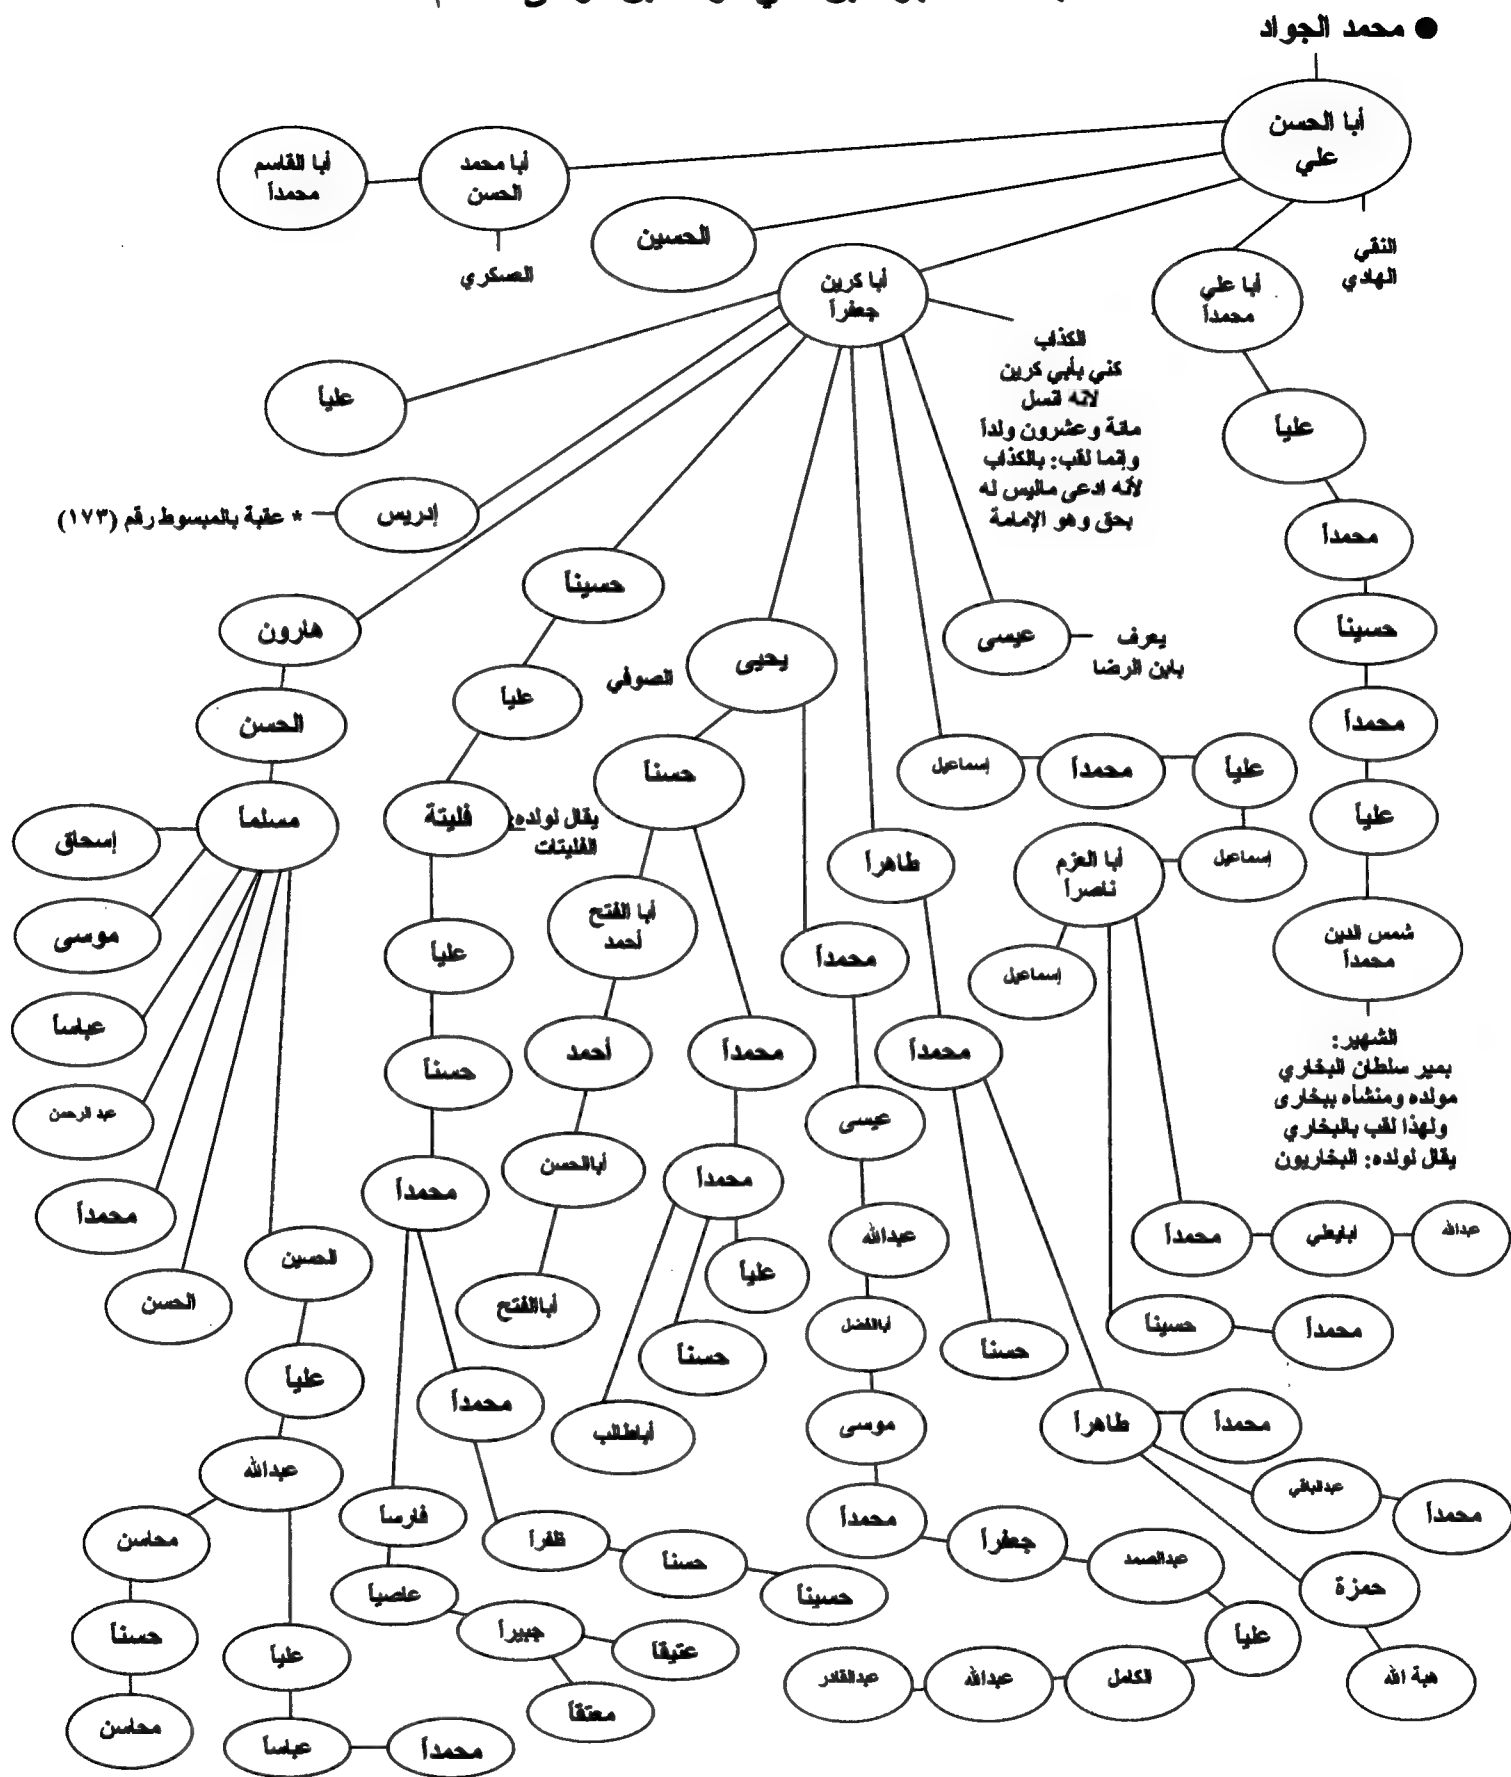 ● محمد الجواد
أبا الحسن
علي
النقي
الهادي
أبا محمد
الحسن
العسكري
أبا القاسم
محمداً
الحسين
أبا كرين
جعفراً
الكذاب
كني بأبي كرين
لأنه انسل
مائة وعشرون ولداً
وإنما لقب: بالكذاب
لأنه ادعى ماليس له
بحق وهو الإمامة
أبا علي
محمداً
علياً
محمداً
حسيناً
محمداً
علياً
شمس الدين
محمداً
الشهير:
بمير سلطان البخاري
مولده ومنشأه ببخارى
ولهذا لقب بالبخاري
يقال لولده: البخاريون
عيسى
يعرف
بابن الرضا
إسماعيل
محمداً
علياً
إسماعيل
أبا العزم
ناصراً
إسماعيل
محمداً
ابايعلي
عبدالله
حسيناً
محمداً
طاهراً
محمداً
حسناً
طاهراً
محمداً
عبدالباقي
محمداً
حمزة
هبة الله
يحيى
الصوفي
محمداً
عيسى
عبدالله
أباالفضل
موسى
محمداً
جعفراً
عبدالصمد
علياً
الكامل
عبدالله
عبدالقادر
حسناً
محمداً
محمداً
علياً
حسناً
أباطالب
أبا الفتح
أحمد
أحمد
أباالحسن
أباالفتح
حسيناً
علياً
فليتة
يقال لولده:
الفليتات
علياً
حسناً
محمداً
محمداً
ظفراً
حسناً
حسيناً
فارساً
عاصياً
جبيراً
عتيقا
معتقاً
علياً
إدريس
* عقبة بالمبسوط رقم (١٧٣)
هارون
الحسن
مسلماً
إسحاق
موسى
عباساً
عبد الرحمن
محمداً
الحسن
الحسين
علياً
عبدالله
محاسن
حسناً
محاسن
علياً
عباساً
محمداً